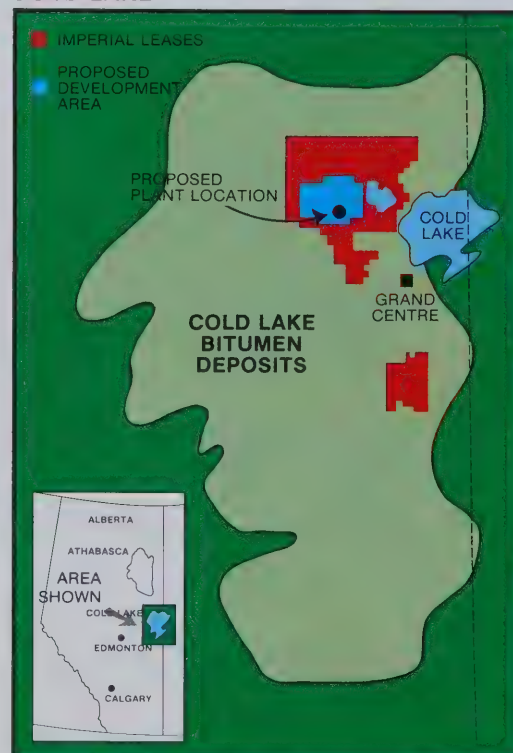 IMPERIAL LEASES
PROPOSED
DEVELOPMENT
AREA
PROPOSED
PLANT LOCATION
COLD
LAKE
GRAND
CENTRE
COLD LAKE
BITUMEN
DEPOSITS
ALBERTA
ATHABASCA
AREA
SHOWN
COLD LAKE
EDMONTON
CALGARY